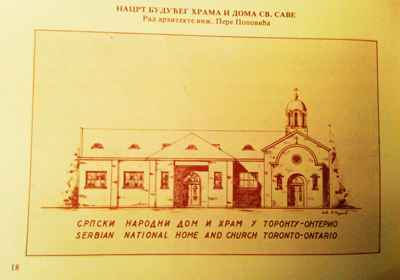 НАЦРТ БУДУЋЕГ ХРАМА И ДОМА СВ. САВЕ
Рад архитекте инж. Пере Поповића
СРПСКИ НАРОДНИ ДОМ И ХРАМ У ТОРОНТУ-ОНТЕРИО
SERBIAN NATIONAL HOME AND CHURCH TORONTO-ONTARIO.
18